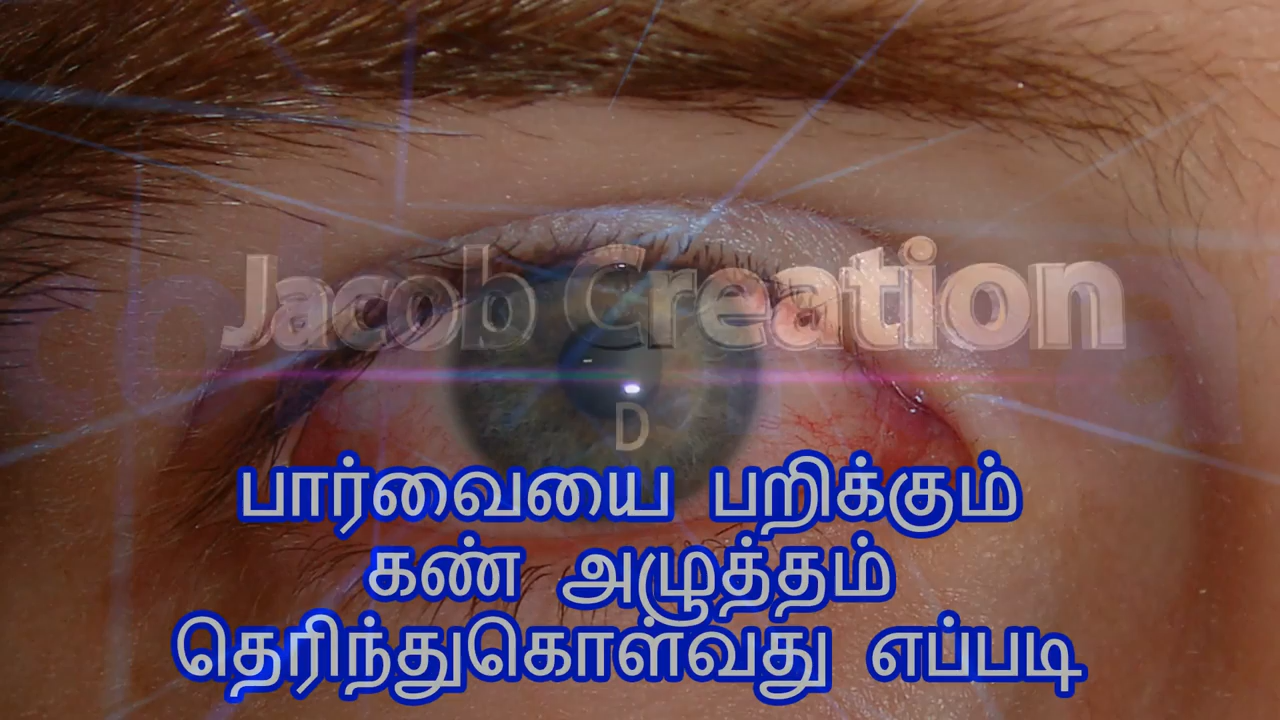 Jacob Creation
D
பார்வையை பறிக்கும்
கண் அழுத்தம்
தெரிந்துகொள்வது எப்படி